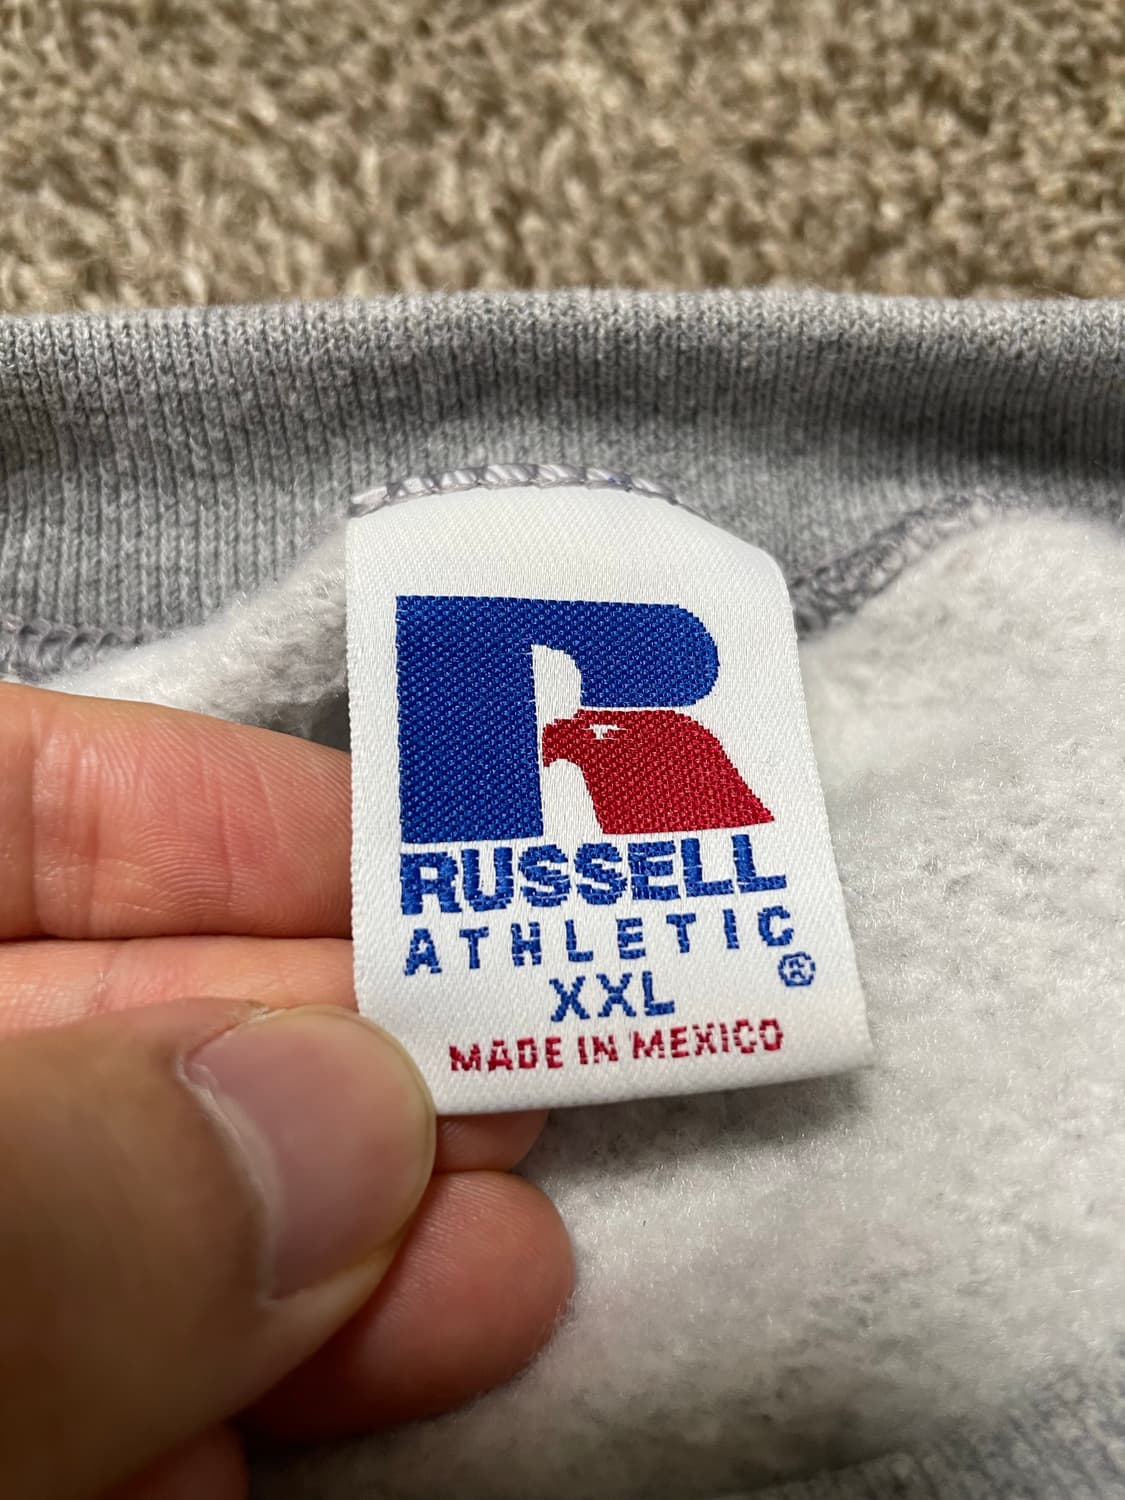 RUSSELL
ATHLETIC
®
XXL
MADE IN MEXICO